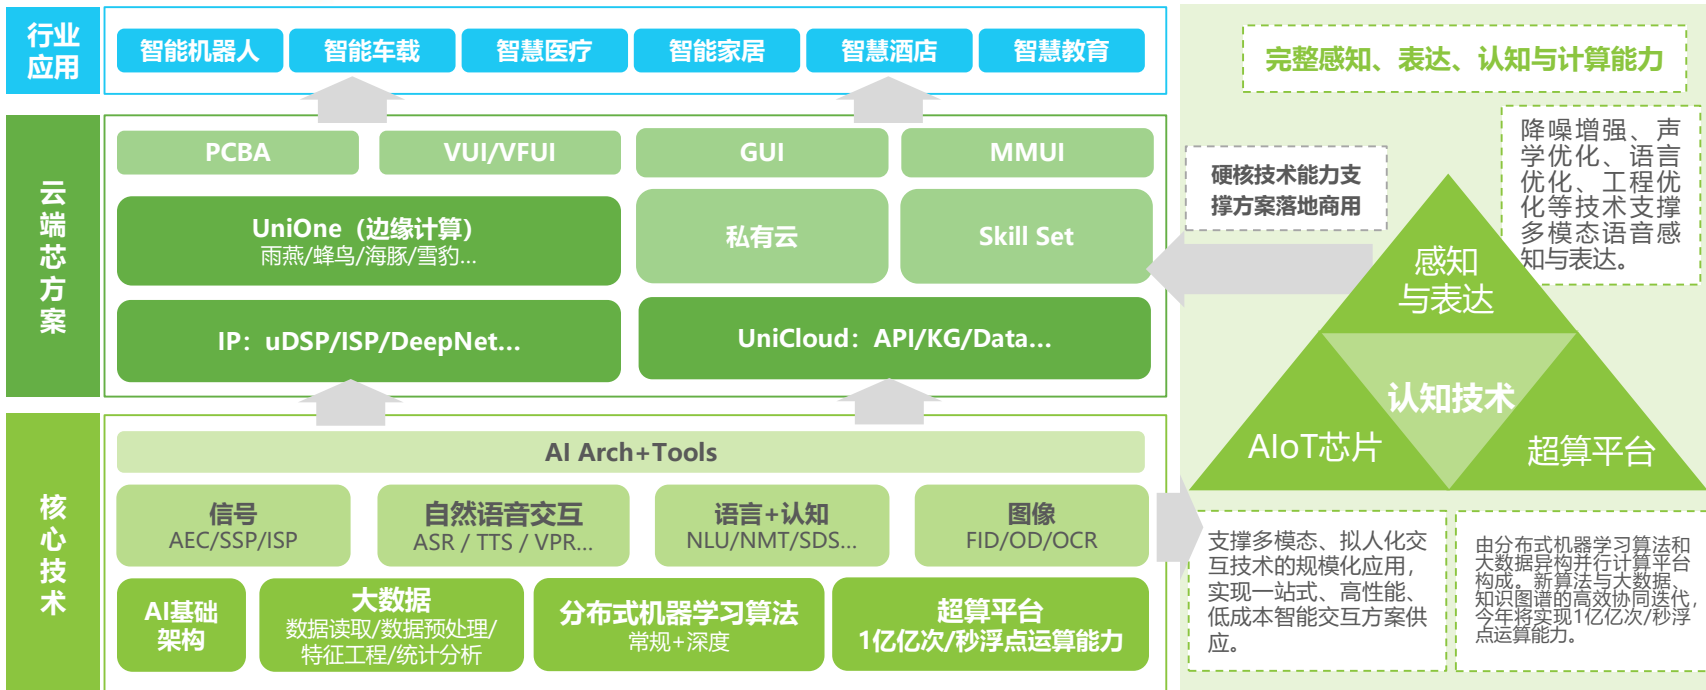 行业
应用
智能机器人
智能车载
智慧医疗
智能家居
智慧酒店
智慧教育
云端芯方案
PCBA
VUI/VFUI
GUI
MMUI
UniOne（边缘计算）
雨燕/蜂鸟/海豚/雪豹...
私有云
Skill Set
IP：uDSP/ISP/DeepNet...
UniCloud：API/KG/Data...
核心技术
AI Arch+Tools
信号
AEC/SSP/ISP
自然语音交互
ASR / TTS / VPR...
语言+认知
NLU/NMT/SDS...
图像
FID/OD/OCR
AI基础
架构
大数据
数据读取/数据预处理/
特征工程/统计分析
分布式机器学习算法
常规+深度
超算平台
1亿亿次/秒浮点运算能力
完整感知、表达、认知与计算能力
硬核技术能力支
撑方案落地商用
降噪增强、声
学优化、语言
优化、工程优
化等技术支撑
多模态语音感
知与表达。
感知
与表达
认知技术
AIoT芯片
超算平台
支撑多模态、拟人化交
互技术的规模化应用，
实现一站式、高性能、
低成本智能交互方案供
应。
由分布式机器学习算法和
大数据异构并行计算平台
构成。新算法与大数据、
知识图谱的高效协同迭代，
今年将实现1亿亿次/秒浮
点运算能力。